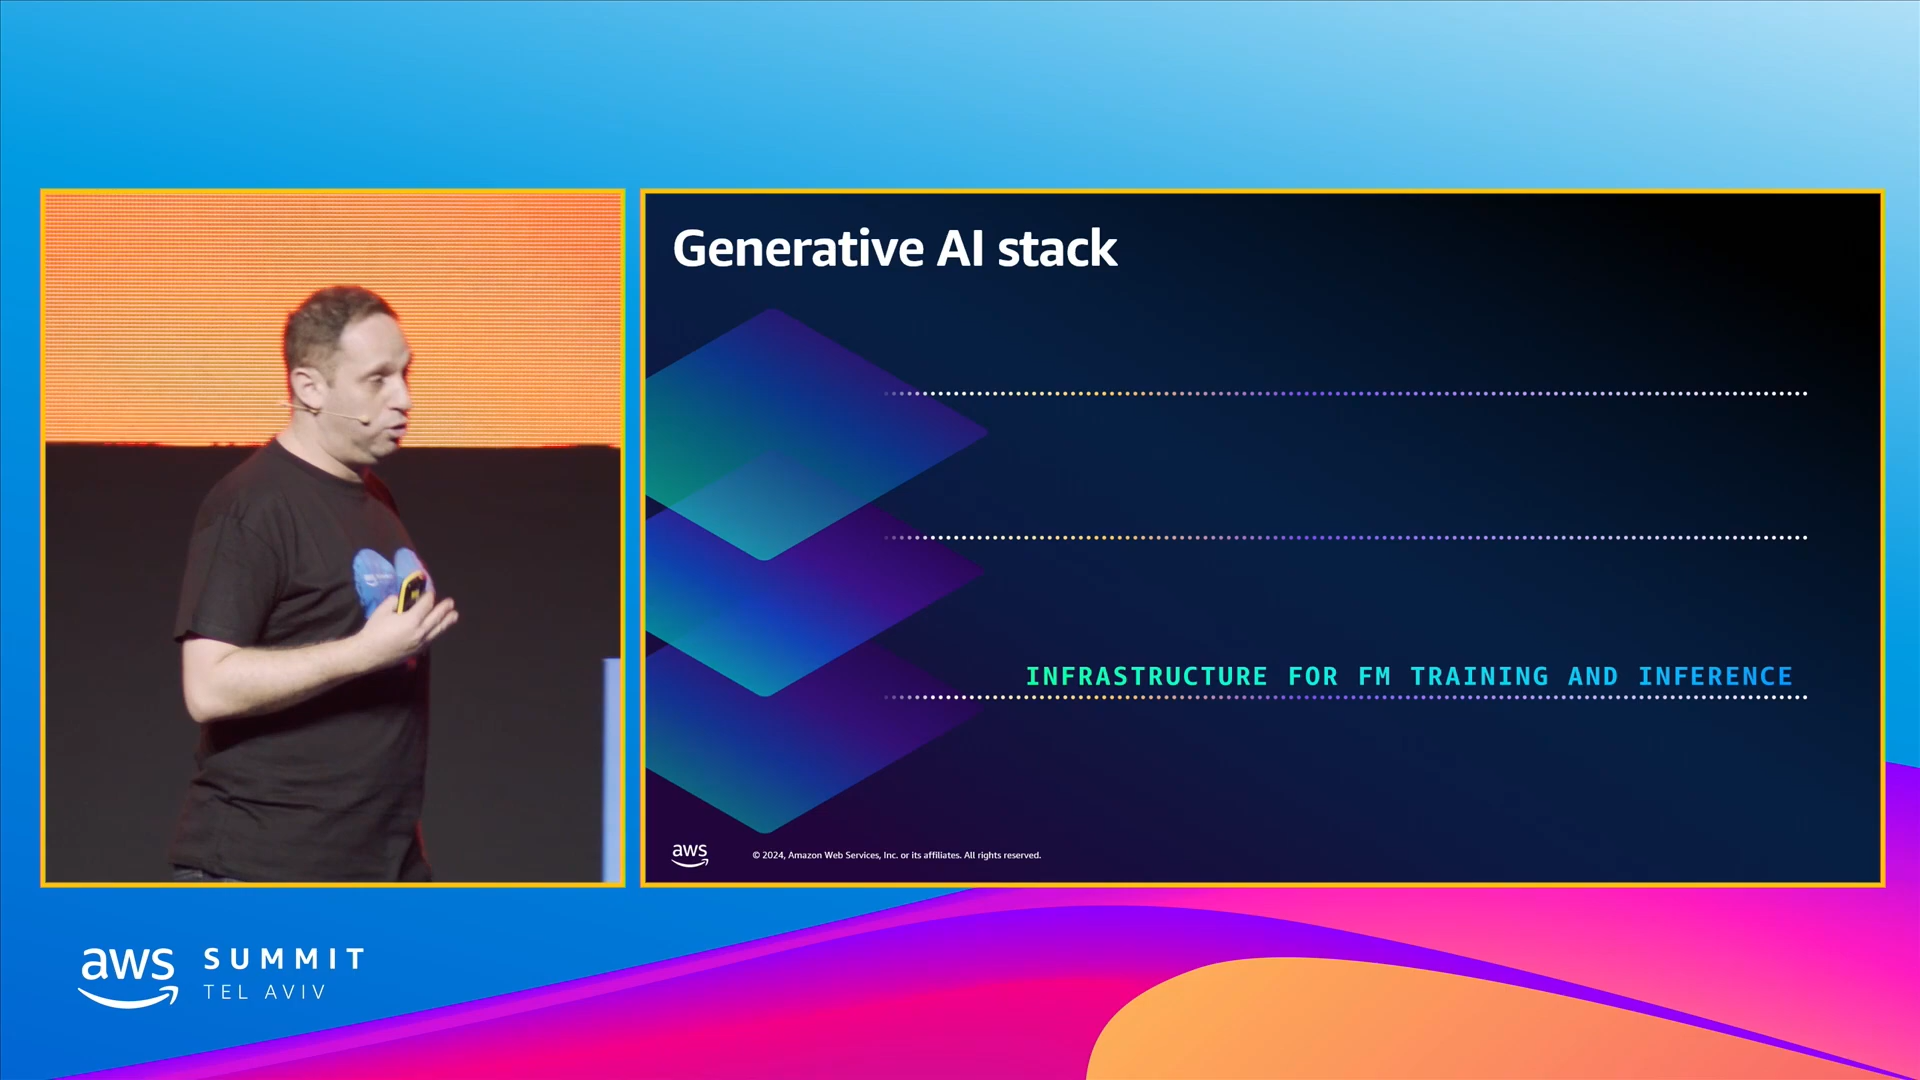 Generative AI stack
INFRASTRUCTURE FOR FM TRAINING AND INFERENCE
aws
© 2024, Amazon Web Services, Inc. or its affiliates. All rights reserved.
aws
SUMMIT
TEL AVIV